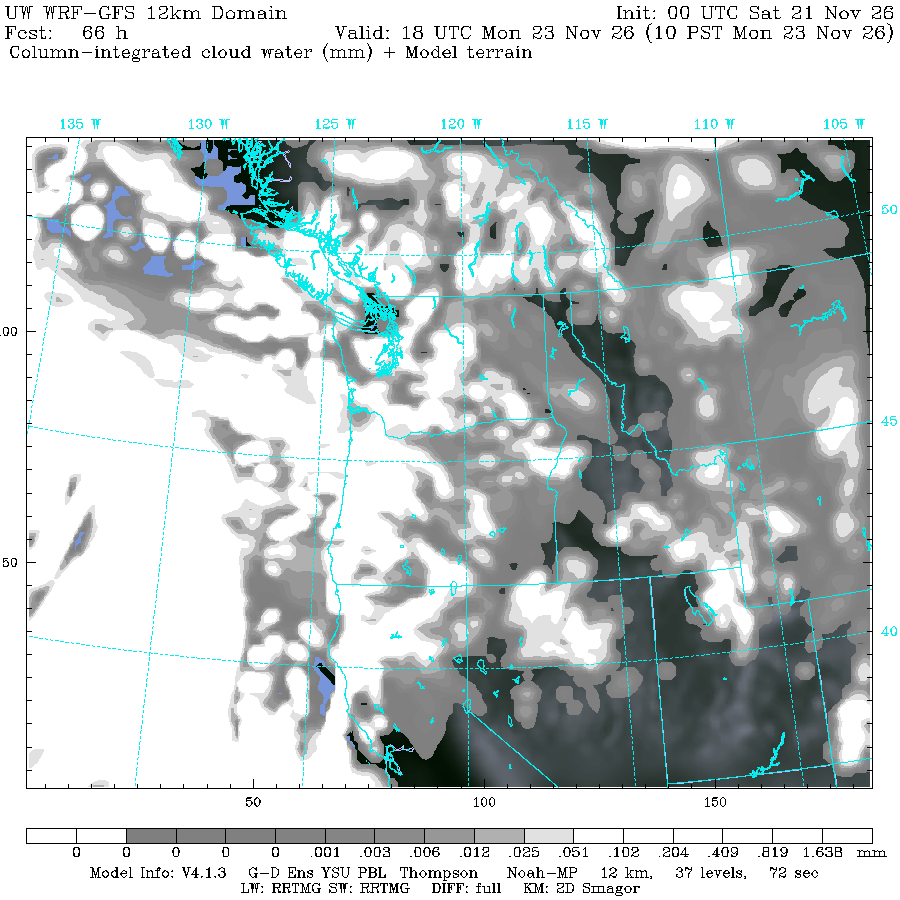 UW WRF-GFS 12km Domain Init: 00 UTC Sat 21 Nov 26
Fcst: 66 h Valid: 18 UTC Mon 23 Nov 26 (10 PST Mon 23 Nov 26)
Column-integrated cloud water (mm) + Model terrain
135 W 130 W 125 W 120 W 115 W 110 W 105 W
50
00
45
50
40
50 100 150
0 0 0 0 .001 .003 .006 .012 .025 .051 .102 .204 .409 .819 1.638 mm
Model Info: V4.1.3 G-D Ens YSU PBL Thompson Noah-MP 12 km, 37 levels, 72 sec
LW: RRTMG SW: RRTMG DIFF: full KM: 2D Smagor